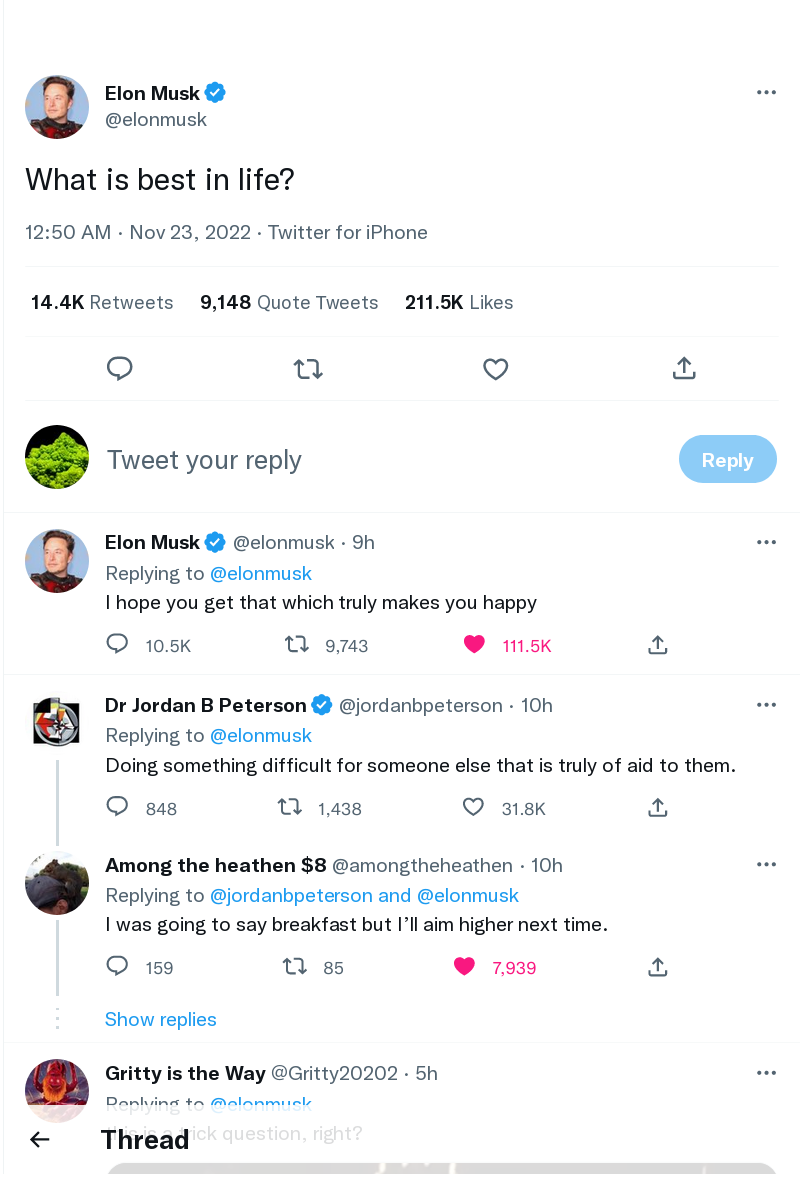 Elon Musk
@elonmusk
What is best in life?
12:50 AM · Nov 23, 2022 · Twitter for iPhone
14.4K Retweets 9,148 Quote Tweets 211.5K Likes
Tweet your reply
Reply
Elon Musk @elonmusk · 9h
Replying to @elonmusk
I hope you get that which truly makes you happy
10.5K 9,743 111.5K
Dr Jordan B Peterson @jordanbpeterson · 10h
Replying to @elonmusk
Doing something difficult for someone else that is truly of aid to them.
848 1,438 31.8K
Among the heathen $8 @amongtheheathen · 10h
Replying to @jordanbpeterson and @elonmusk
I was going to say breakfast but I’ll aim higher next time.
159 85 7,939
Show replies
Gritty is the Way @Gritty20202 · 5h
Replying to @elonmusk
this is a trick question, right?
Thread